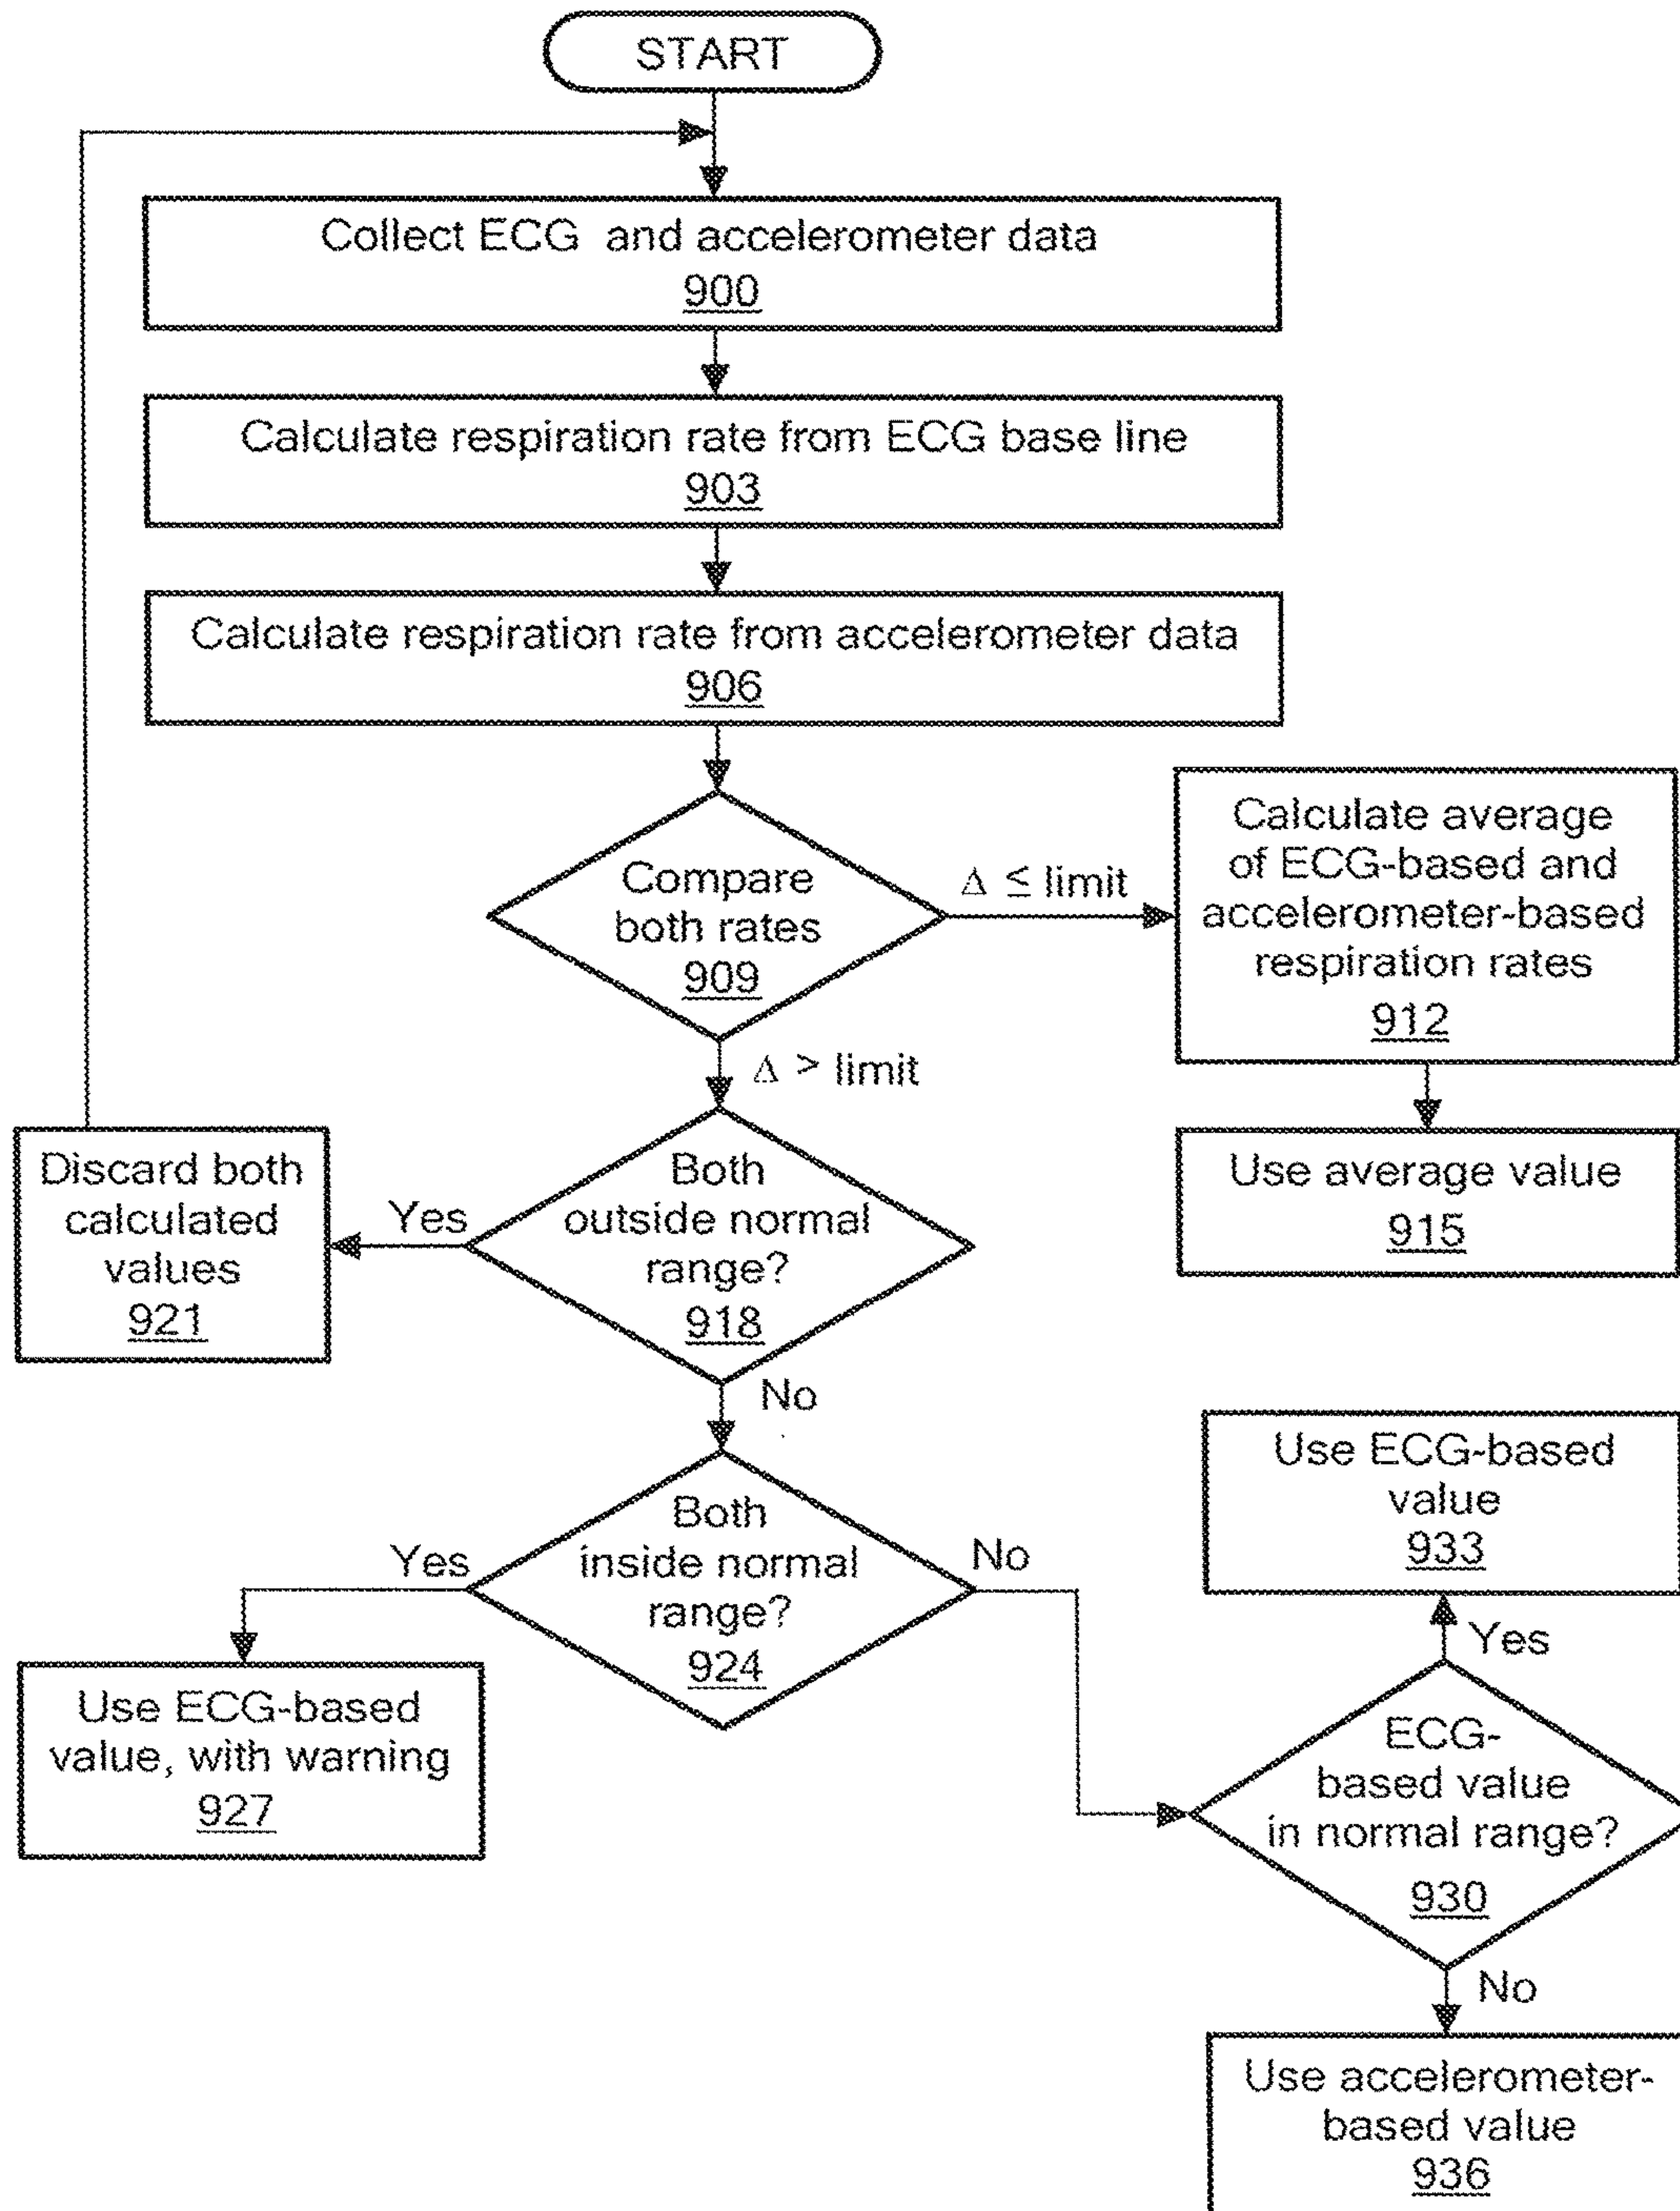 START
Collect ECG and accelerometer data
900
Calculate respiration rate from ECG base line
903
Calculate respiration rate from accelerometer data
906
Compare
both rates
909
Δ ≤ limit
Calculate average
of ECG-based and
accelerometer-based
respiration rates
912
Δ > limit
Use average value
915
Discard both
calculated
values
921
Yes
Both
outside normal
range?
918
No
Both
inside normal
range?
924
Yes
No
Use ECG-based
value, with warning
927
Use ECG-based
value
933
Yes
ECG-
based value
in normal range?
930
No
Use accelerometer-
based value
936